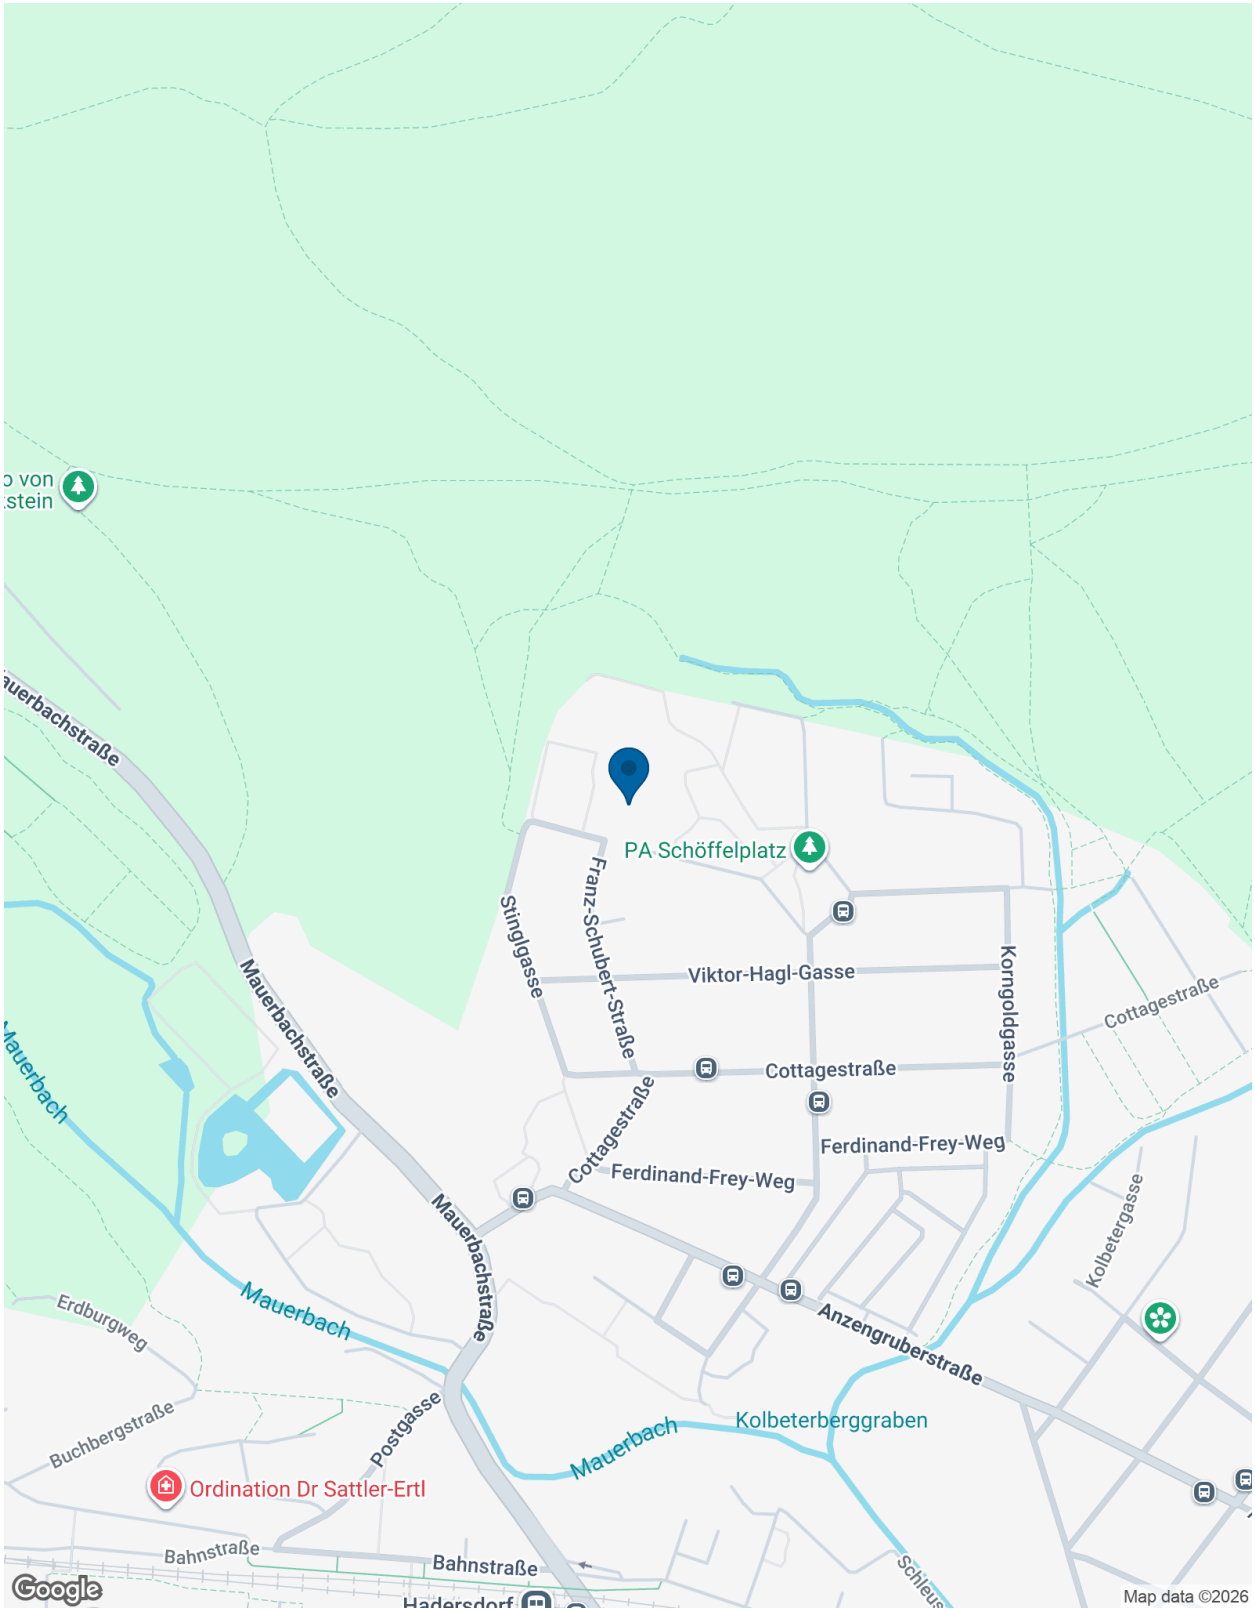 o von
stein
auerbachstraße
PA Schöffelplatz
Franz-Schubert-Straße
Stinglgasse
Viktor-Hagl-Gasse
Korngoldgasse
Cottagestraße
Mauerbachstraße
Mauerbach
Cottagestraße
Cottagestraße
Ferdinand-Frey-Weg
Ferdinand-Frey-Weg
Kolbetergasse
Mauerbachstraße
Mauerbach
Erdburgweg
Anzengruberstraße
Postgasse
Buchbergstraße
Kolbeterberggraben
Mauerbach
Ordination Dr Sattler-Ertl
Bahnstraße
Bahnstraße
Schleus
Google
Hadersdorf
Map data ©2026